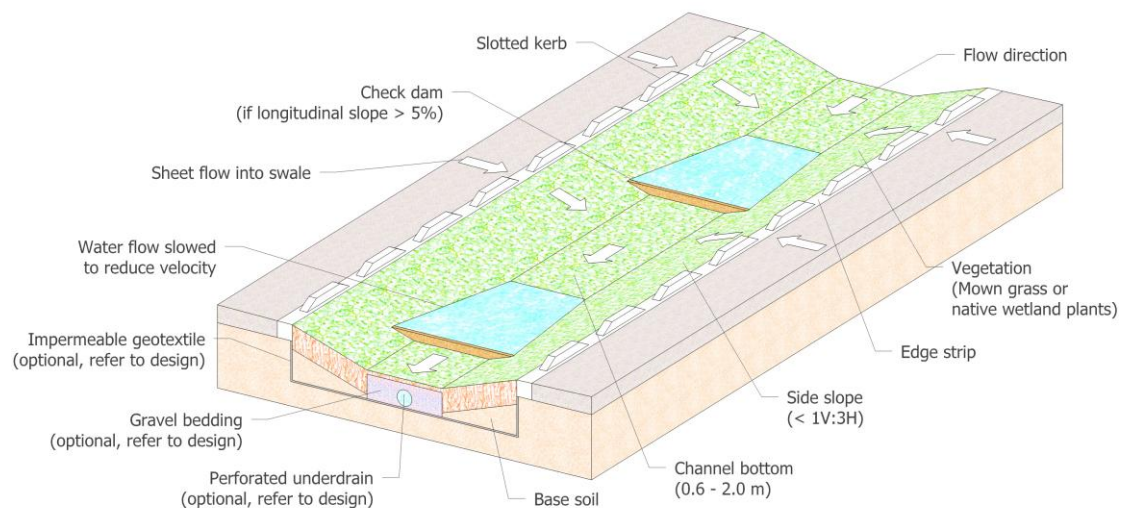 Slotted kerb
Check dam
(if longitudinal slope > 5%)
Sheet flow into swale
Water flow slowed
to reduce velocity
Impermeable geotextile
(optional, refer to design)
Gravel bedding
(optional, refer to design)
Perforated underdrain
(optional, refer to design)
Base soil
Flow direction
Vegetation
(Mown grass or
native wetland plants)
Edge strip
Side slope
(< 1V:3H)
Channel bottom
(0.6 - 2.0 m)